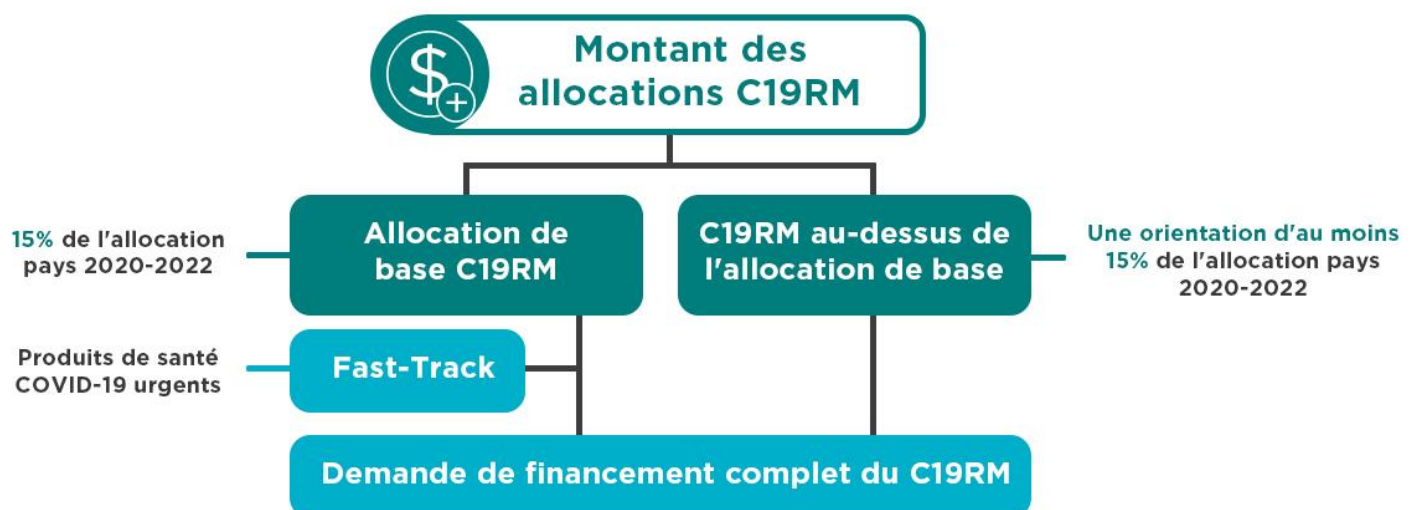 $
+
Montant des
allocations C19RM
15% de l'allocation
pays 2020-2022
Allocation de
base C19RM
C19RM au-dessus de
l'allocation de base
Une orientation d'au moins
15% de l'allocation pays
2020-2022
Produits de santé
COVID-19 urgents
Fast-Track
Demande de financement complet du C19RM